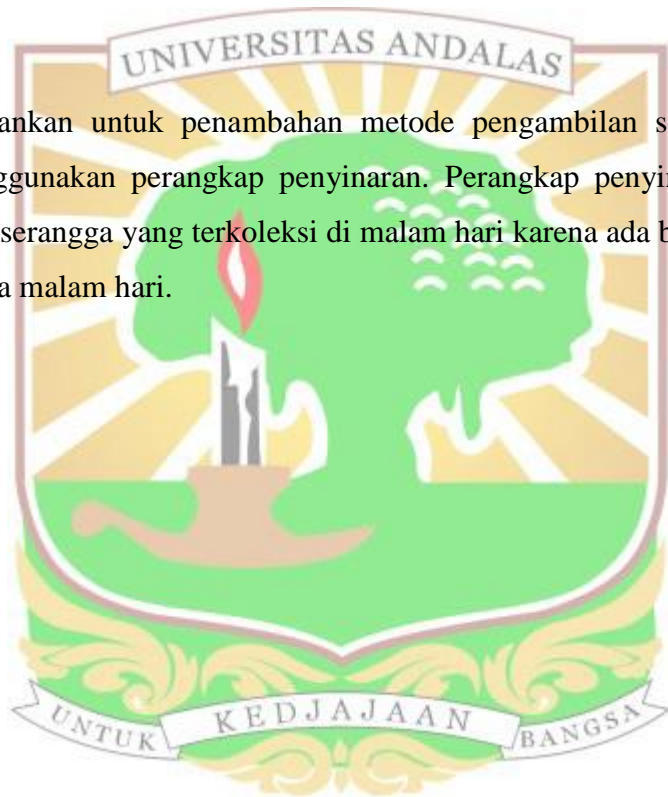 UNIVERSITAS ANDALAS
ankan untuk penambahan metode pengambilan s
ggunakan perangkap penyinaran. Perangkap penyi
serangga yang terkoleksi di malam hari karena ada b
a malam hari.
UNTUK KEDJAJAAN BANGSA